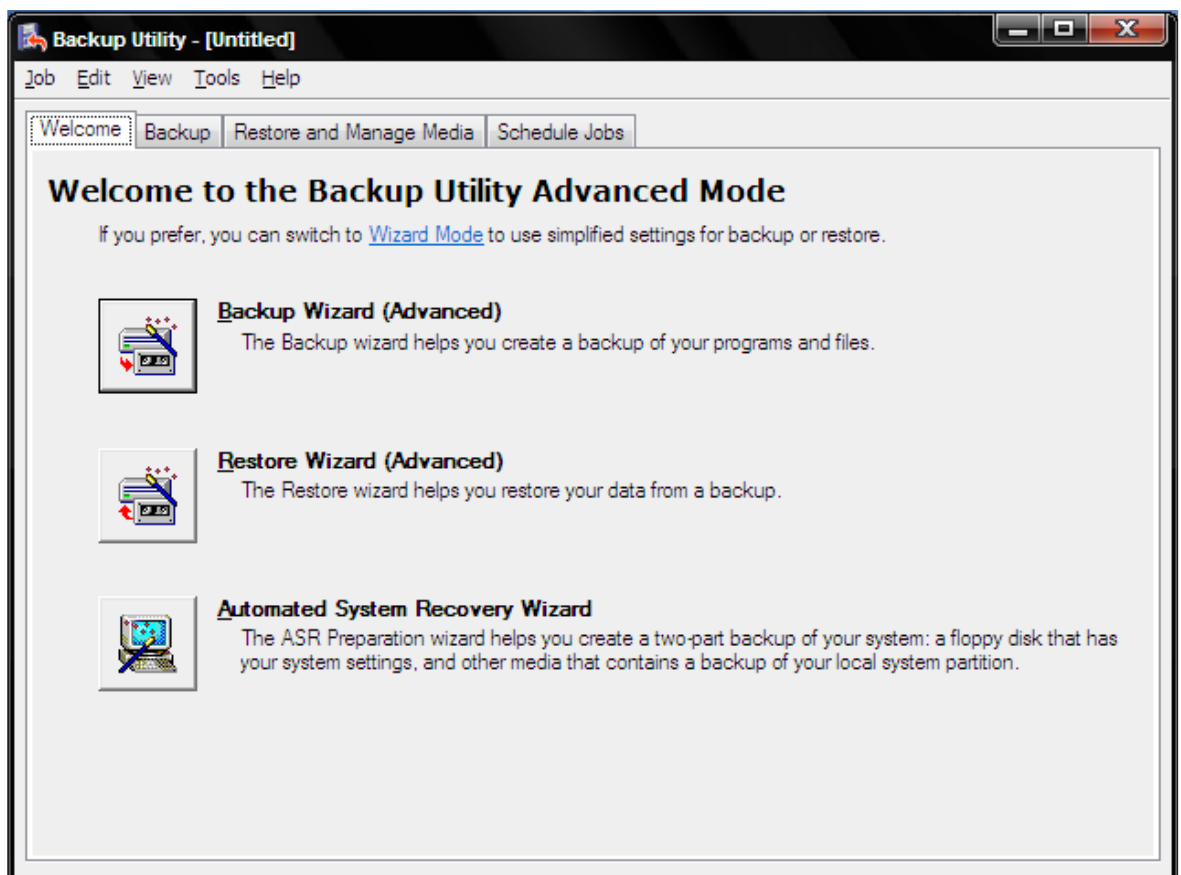 Backup Utility - [Untitled]
Job Edit View Tools Help
Welcome Backup Restore and Manage Media Schedule Jobs
Welcome to the Backup Utility Advanced Mode
If you prefer, you can switch to Wizard Mode to use simplified settings for backup or restore.
Backup Wizard (Advanced)
The Backup wizard helps you create a backup of your programs and files.
Restore Wizard (Advanced)
The Restore wizard helps you restore your data from a backup.
Automated System Recovery Wizard
The ASR Preparation wizard helps you create a two-part backup of your system: a floppy disk that has
your system settings, and other media that contains a backup of your local system partition.